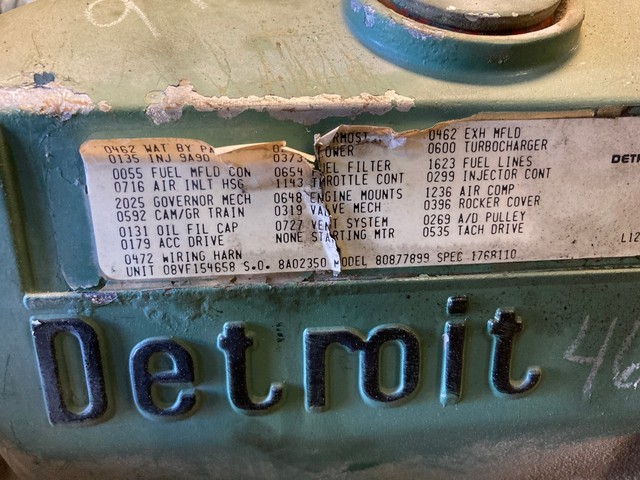 0462 WAT BY PA
0135 INJ 9A90
0055 FUEL MFLD CON
0716 AIR INLT HSG
2025 GOVERNOR MECH
0592 CAM/GR TRAIN
0131 OIL FIL CAP
0179 ACC DRIVE
0472 WIRING HARN
0373
0654 FUEL FILTER
1143 THROTTLE CONT
0648 ENGINE MOUNTS
0319 VALVE MECH
0727 VENT SYSTEM
NONE STARTING MTR
0462 EXH MFLD
0600 TURBOCHARGER
1623 FUEL LINES
0299 INJECTOR CONT
1236 AIR COMP
0396 ROCKER COVER
0269 A/D PULLEY
0535 TACH DRIVE
UNIT 08VF154658 S.O. 8A02350 MODEL 80877899 SPEC 1768110
DET
L12
Detroit
46